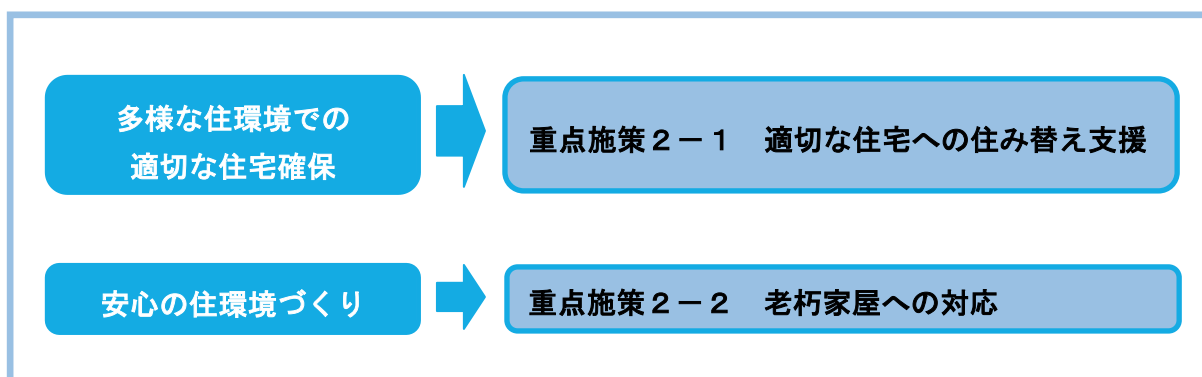 多様な住環境での
適切な住宅確保
重点施策２－１　適切な住宅への住み替え支援
安心の住環境づくり
重点施策２－２　老朽家屋への対応